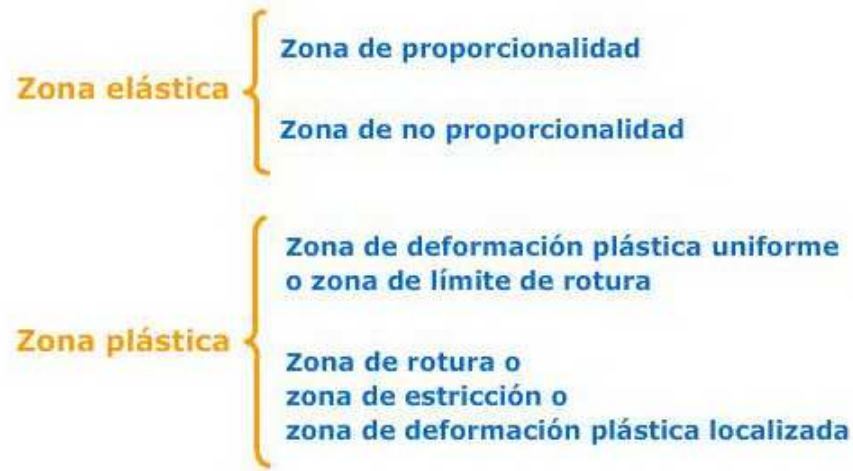 Zona elástica
Zona de proporcionalidad
Zona de no proporcionalidad
Zona plástica
Zona de deformación plástica uniforme
o zona de límite de rotura
Zona de rotura o
zona de estricción o
zona de deformación plástica localizada